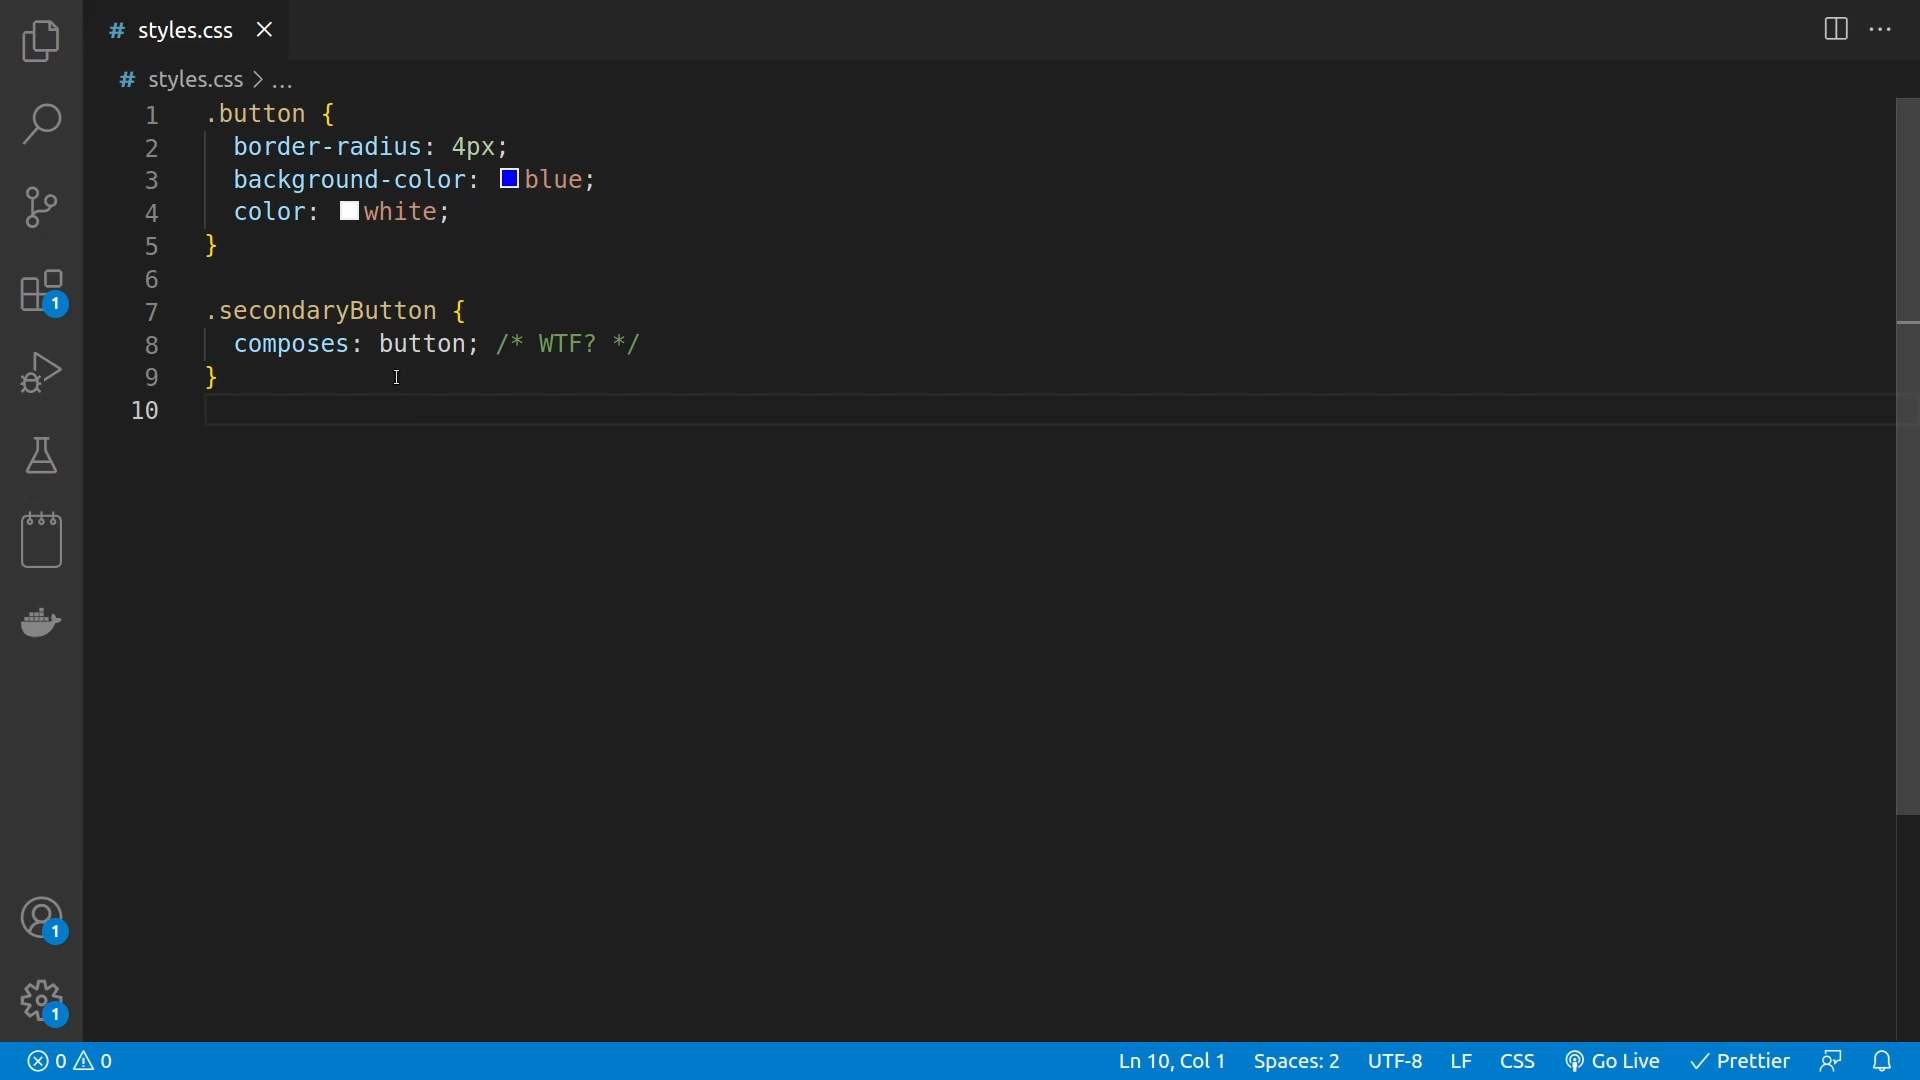 # styles.css ×
# styles.css > ...
1 .button {
2 border-radius: 4px;
3 background-color: blue;
4 color: white;
5 }
6
7 .secondaryButton {
8 composes: button; /* WTF? */
9 }
10
1
1
1
0 0 Ln 10, Col 1 Spaces: 2 UTF-8 LF CSS Go Live Prettier